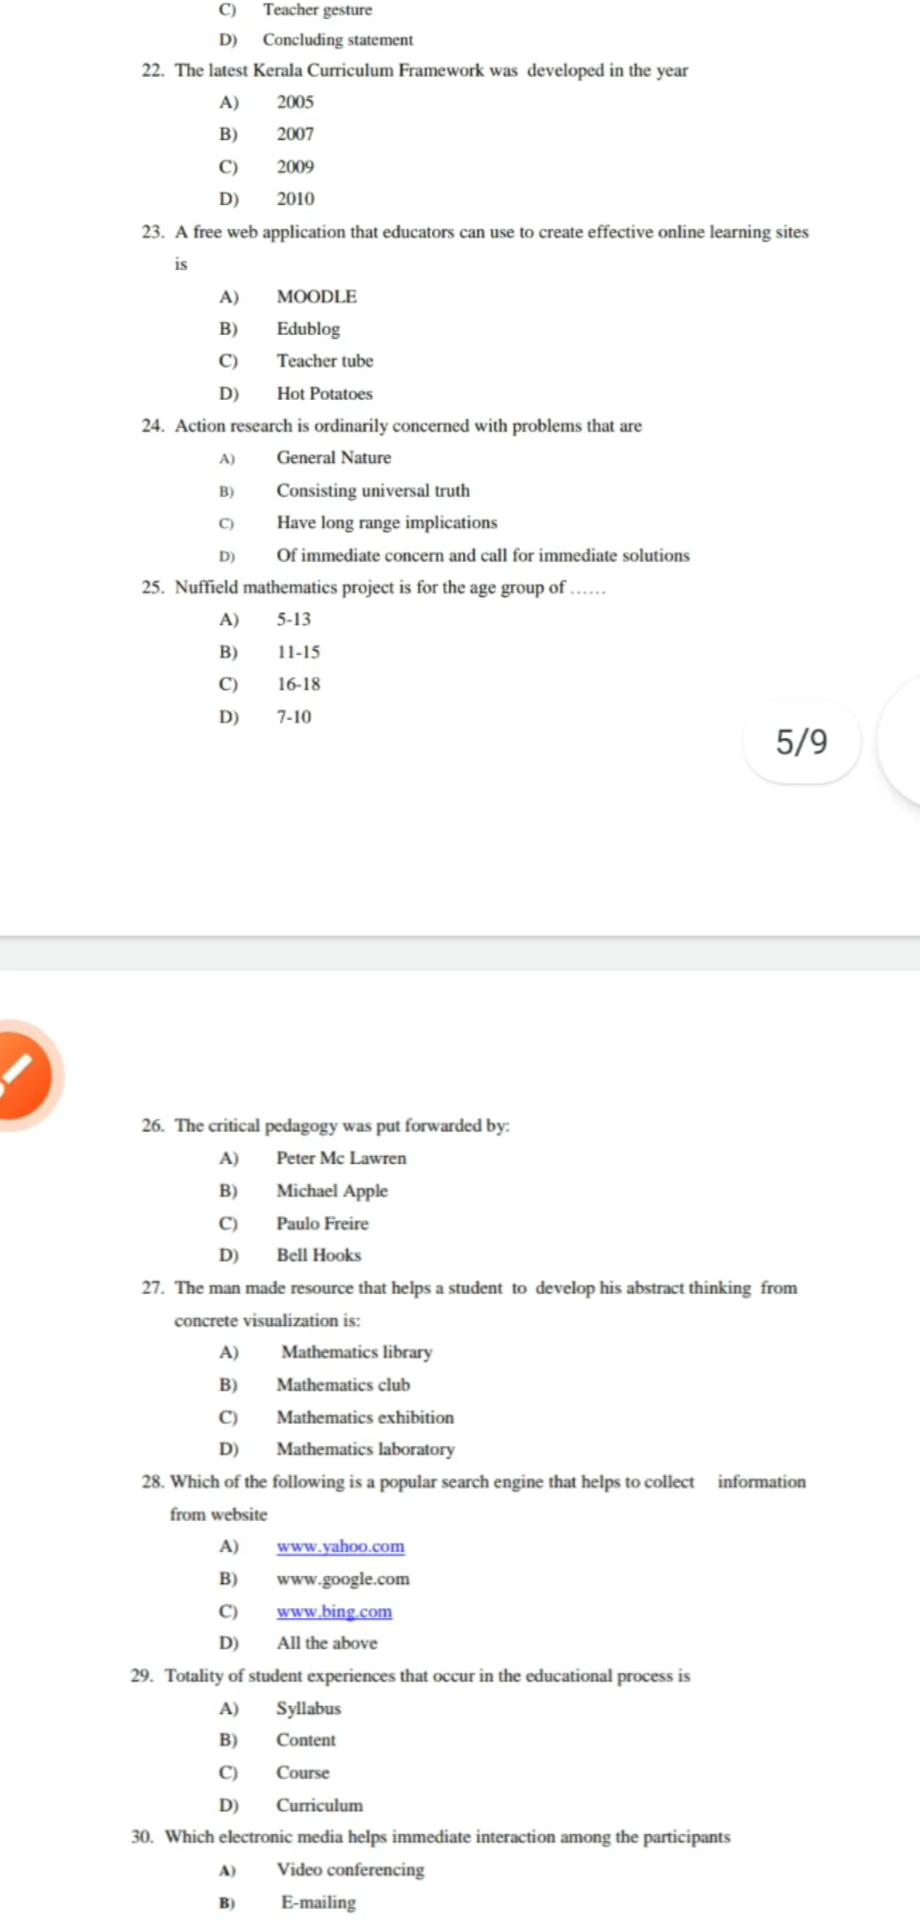 C) Teacher gesture
D) Concluding statement
22. The latest Kerala Curriculum Framework was developed in the year
A) 2005
B) 2007
C) 2009
D) 2010
23. A free web application that educators can use to create effective online learning sites
is
A) MOODLE
B) Edublog
C) Teacher tube
D) Hot Potatoes
24. Action research is ordinarily concerned with problems that are
A) General Nature
B) Consisting universal truth
C) Have long range implications
D) Of immediate concern and call for immediate solutions
25. Nuffield mathematics project is for the age group of ......
A) 5-13
B) 11-15
C) 16-18
D) 7-10
5/9
26. The critical pedagogy was put forwarded by:
A) Peter Mc Lawren
B) Michael Apple
C) Paulo Freire
D) Bell Hooks
27. The man made resource that helps a student to develop his abstract thinking from
concrete visualization is:
A) Mathematics library
B) Mathematics club
C) Mathematics exhibition
D) Mathematics laboratory
28. Which of the following is a popular search engine that helps to collect information
from website
A) www.yahoo.com
B) www.google.com
C) www.bing.com
D) All the above
29. Totality of student experiences that occur in the educational process is
A) Syllabus
B) Content
C) Course
D) Curriculum
30. Which electronic media helps immediate interaction among the participants
A) Video conferencing
B) E-mailing